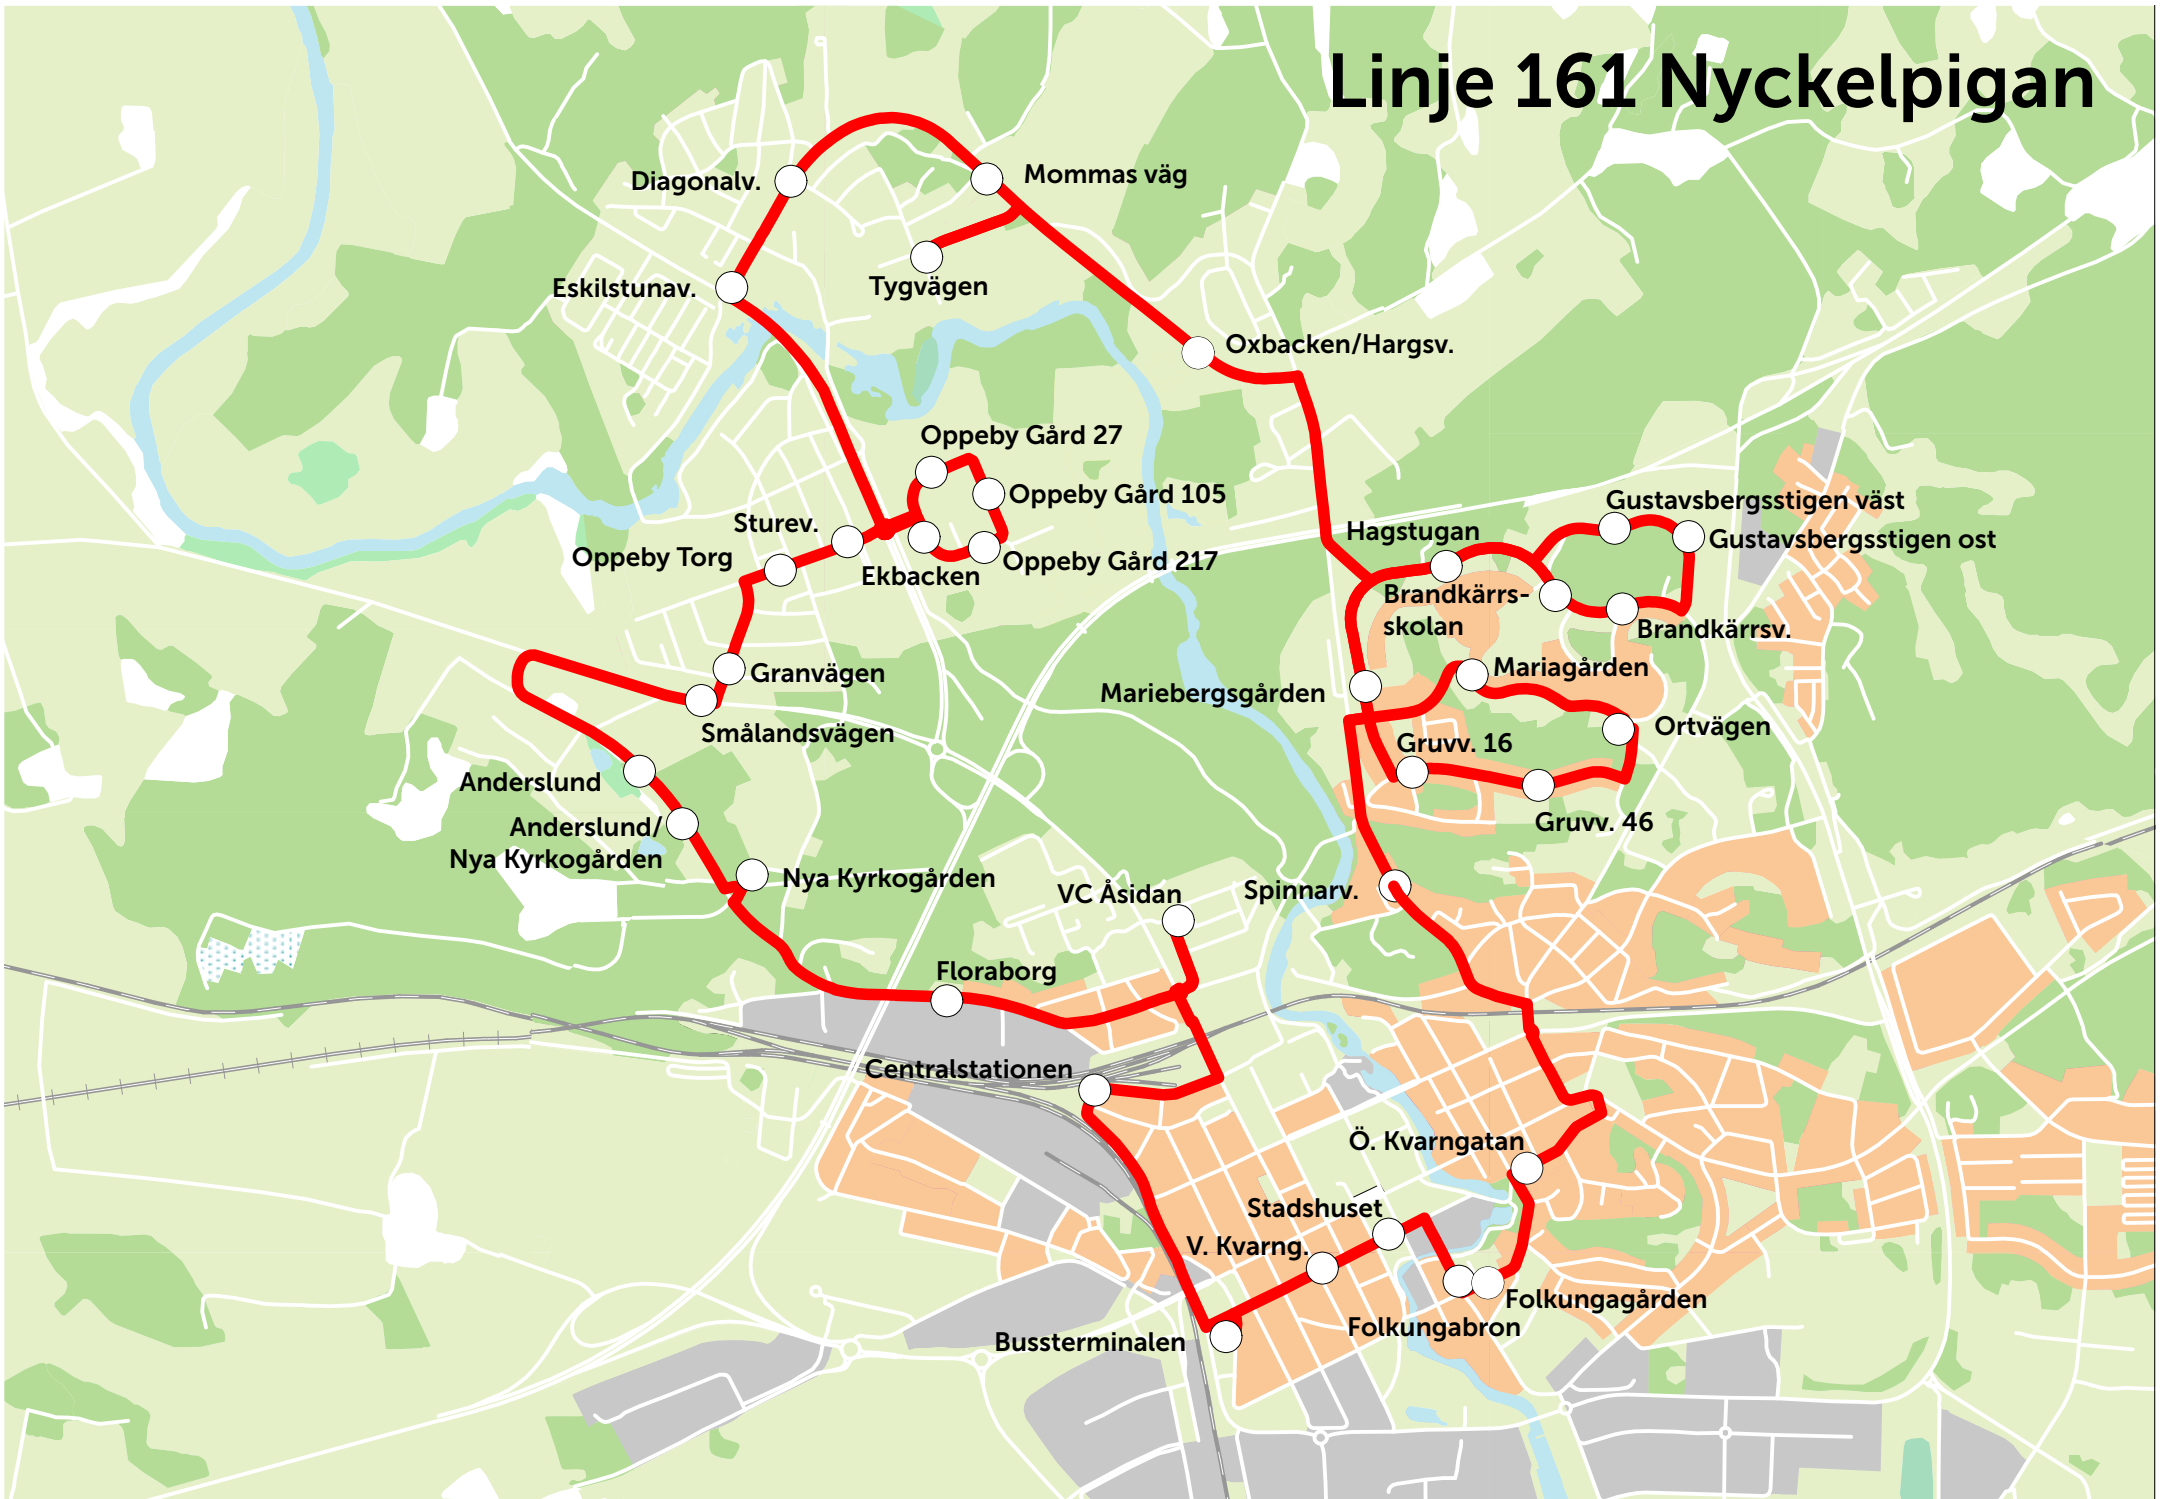 Linje 161 Nyckelpigan
Diagonalv.
Mommas väg
Eskilstunav.
Tygvägen
Oxbacken/Hargsv.
Oppeby Gård 27
Oppeby Gård 105
Sturev.
Oppeby Torg
Ekbacken
Oppeby Gård 217
Hagstugan
Gustavsbergsstigen väst
Gustavsbergsstigen ost
Brandkärrs-
skolan
Brandkärrsv.
Granvägen
Smålandsvägen
Mariebergsgården
Mariagården
Ortvägen
Gruvv. 16
Gruvv. 46
Anderslund
Anderslund/
Nya Kyrkogården
Nya Kyrkogården
VC Åsidan
Spinnarv.
Floraborg
Centralstationen
Ö. Kvarngatan
Stadshuset
V. Kvarng.
Folkungagården
Folkungabron
Bussterminalen